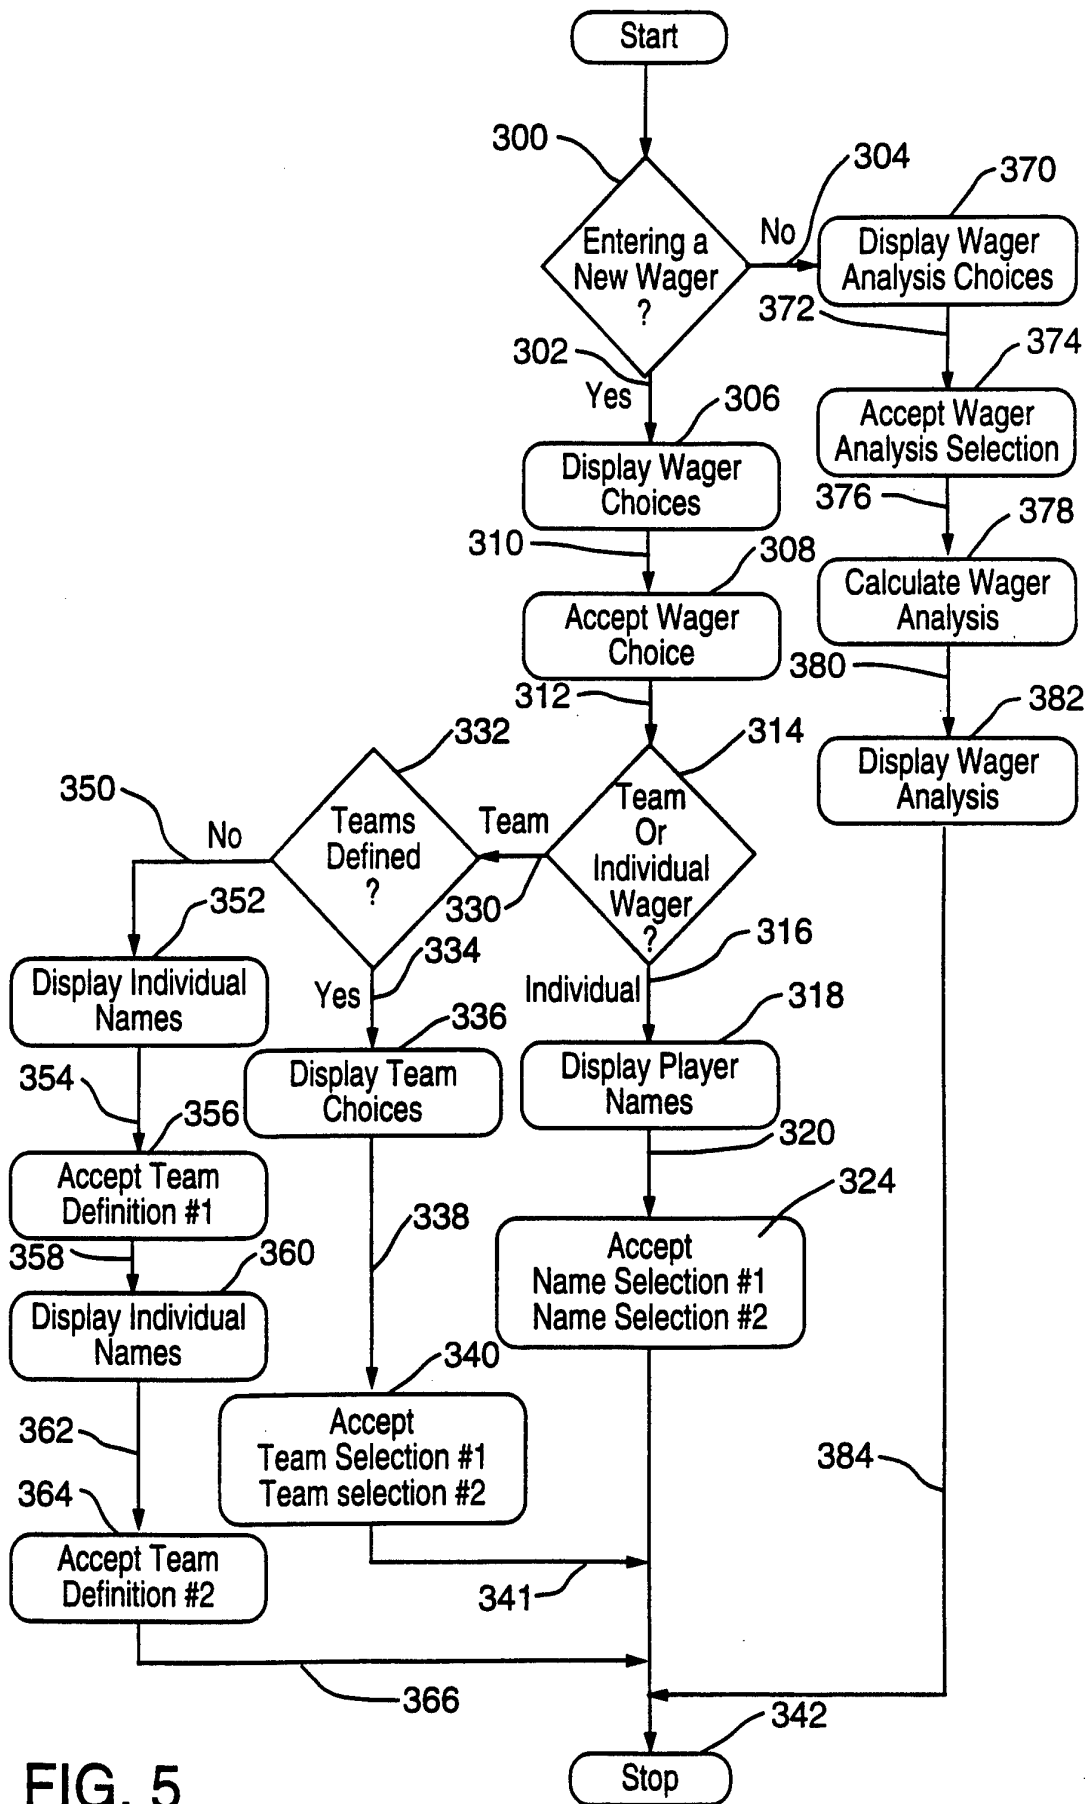 Start
300
304
370
Entering a
New Wager
?
No
Display Wager
Analysis Choices
302
Yes
372
374
306
Accept Wager
Analysis Selection
Display Wager
Choices
376
378
310
308
Calculate Wager
Analysis
Accept Wager
Choice
380
312
382
332
314
Display Wager
Analysis
350
No
Teams
Defined
?
Team
330
Team
Or
Individual
Wager
?
352
334
316
Display Individual
Names
Yes
Individual
336
318
Display Team
Choices
Display Player
Names
354
356
320
Accept Team
Definition #1
338
324
Accept
Name Selection #1
Name Selection #2
358
360
Display Individual
Names
340
362
Accept
Team Selection #1
Team selection #2
384
364
Accept Team
Definition #2
341
366
342
Stop
FIG. 5